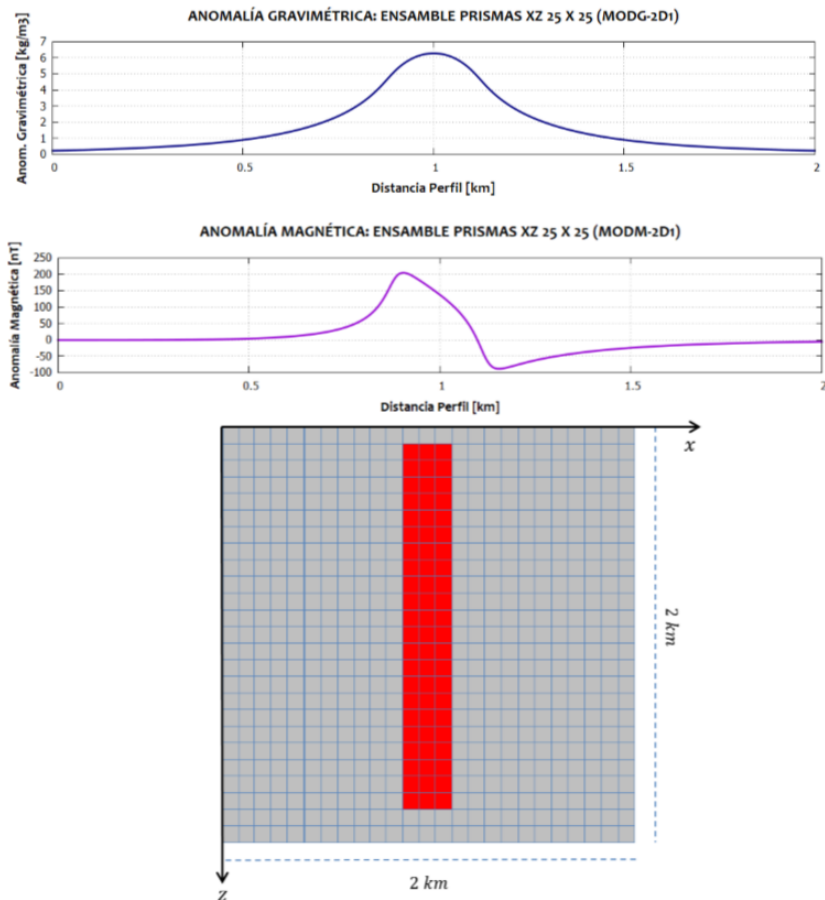 ANOMALÍA GRAVIMÉTRICA: ENSAMBLE PRISMAS XZ 25 X 25 (MODG-2D1)
Anom. Gravimétrica [kg/m3]
7
6
5
4
3
2
1
0
0 0.5 1 1.5 2
Distancia Perfil [km]
ANOMALÍA MAGNÉTICA: ENSAMBLE PRISMAS XZ 25 X 25 (MODM-2D1)
Anomalía Magnética [nT]
250
200
150
100
50
0
-50
-100
0 0.5 1 1.5 2
Distancia Perfil [km]
x
2 km
2 km
z